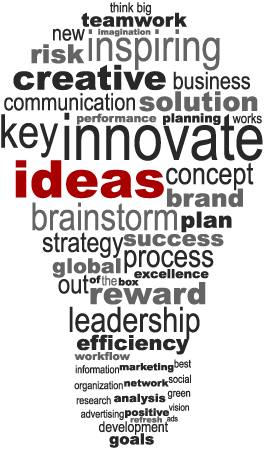 think big
teamwork
new imagination
risk inspiring
creative business
communication solution
performance planning works
key innovate
ideas concept
brand
brainstorm plan
strategy success
process
global excellence
out of the box
reward
leadership
efficiency
workflow
information marketing best
organization network social
research analysis green
advertising positive vision
refresh ads
development
goals